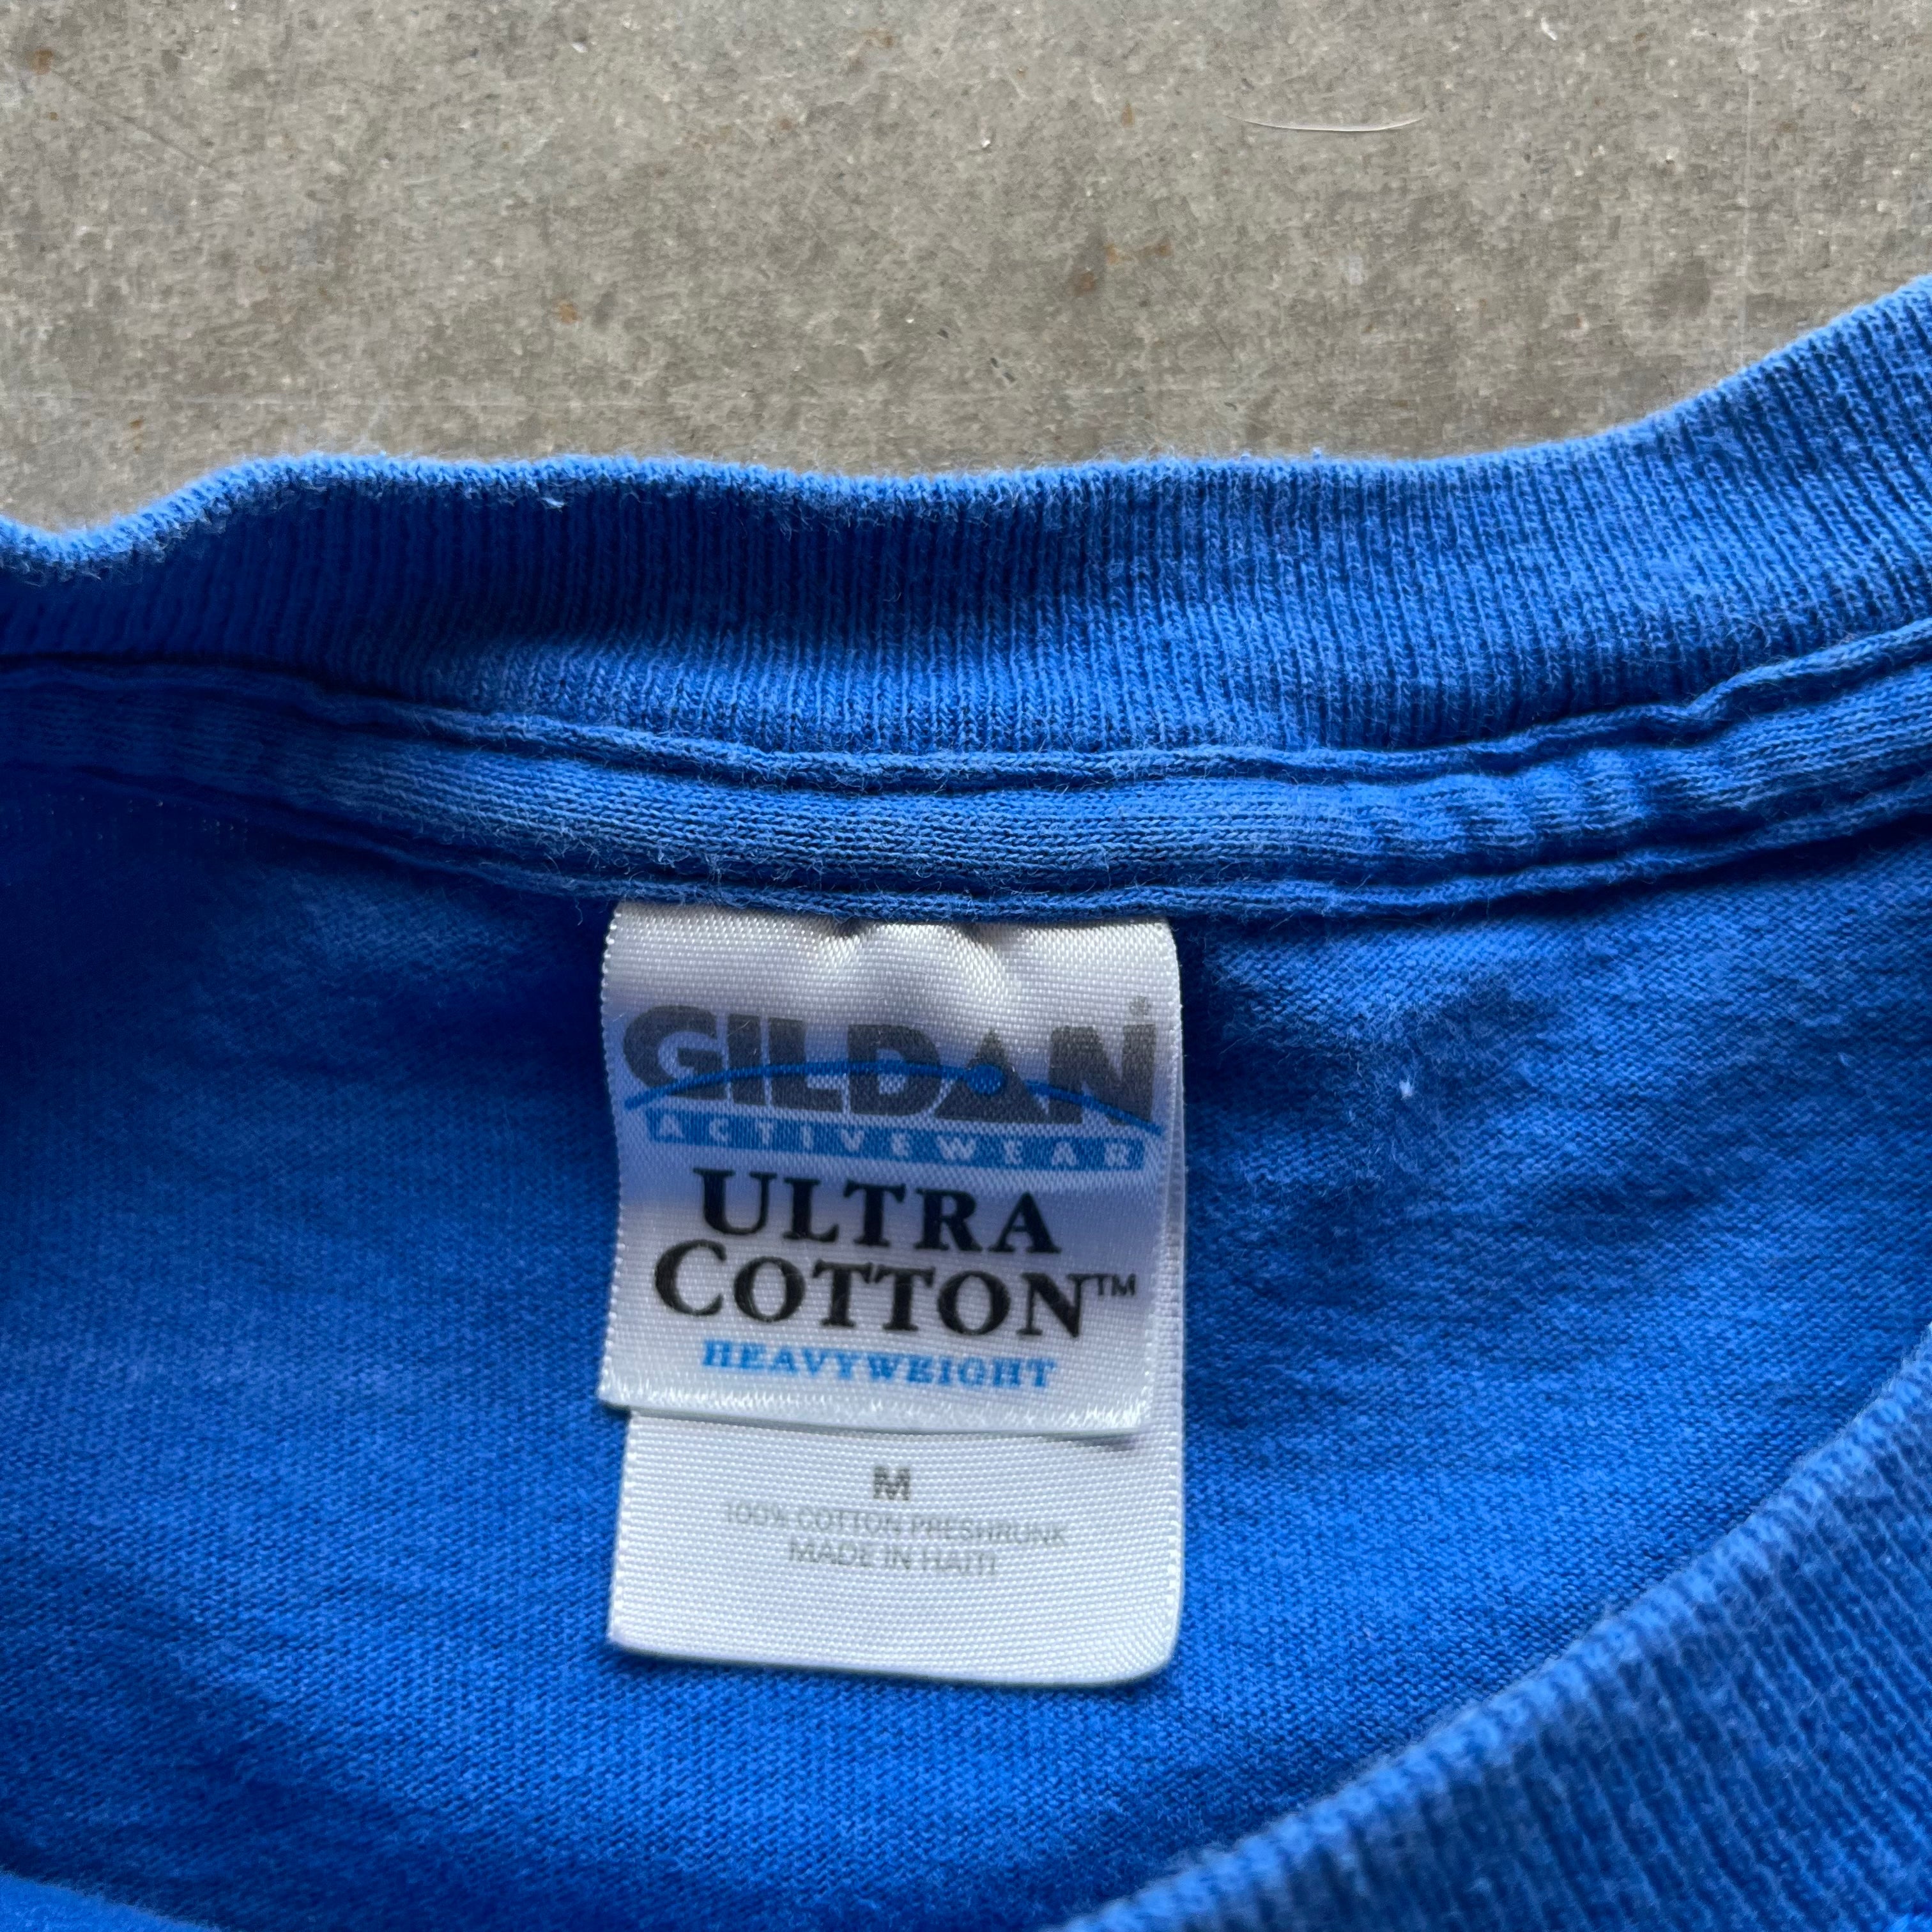 GILDAN®
ACTIVEWEAR
ULTRA
COTTON™
HEAVYWEIGHT
M
100% COTTON PRESHRUNK
MADE IN HAITI